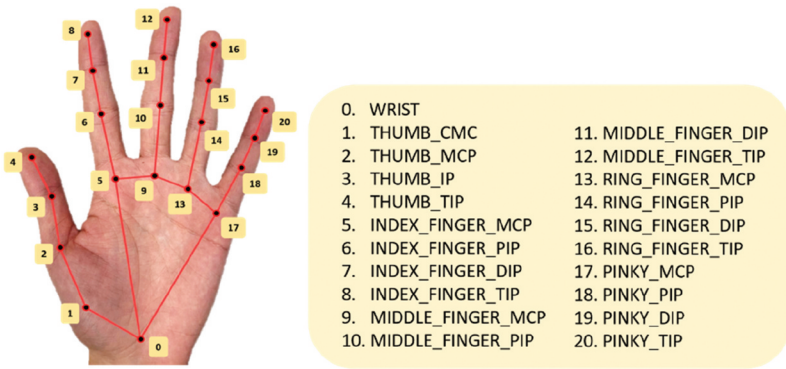 12
8
16
11
7
15
20
6
10
14
19
4
5
9
18
3
13
17
2
1
0
0. WRIST
1. THUMB_CMC
2. THUMB_MCP
3. THUMB_IP
4. THUMB_TIP
5. INDEX_FINGER_MCP
6. INDEX_FINGER_PIP
7. INDEX_FINGER_DIP
8. INDEX_FINGER_TIP
9. MIDDLE_FINGER_MCP
10. MIDDLE_FINGER_PIP
11. MIDDLE_FINGER_DIP
12. MIDDLE_FINGER_TIP
13. RING_FINGER_MCP
14. RING_FINGER_PIP
15. RING_FINGER_DIP
16. RING_FINGER_TIP
17. PINKY_MCP
18. PINKY_PIP
19. PINKY_DIP
20. PINKY_TIP